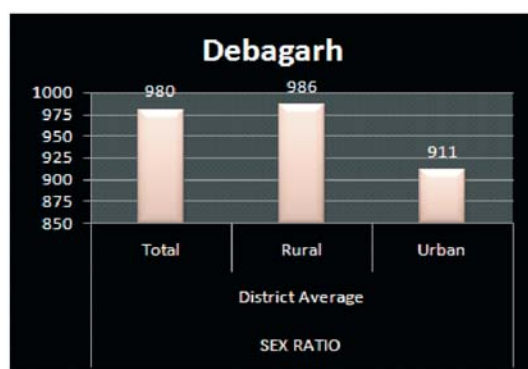 Debagarh
980
986
911
1000
975
950
925
900
875
850
Total
Rural
Urban
District Average
SEX RATIO